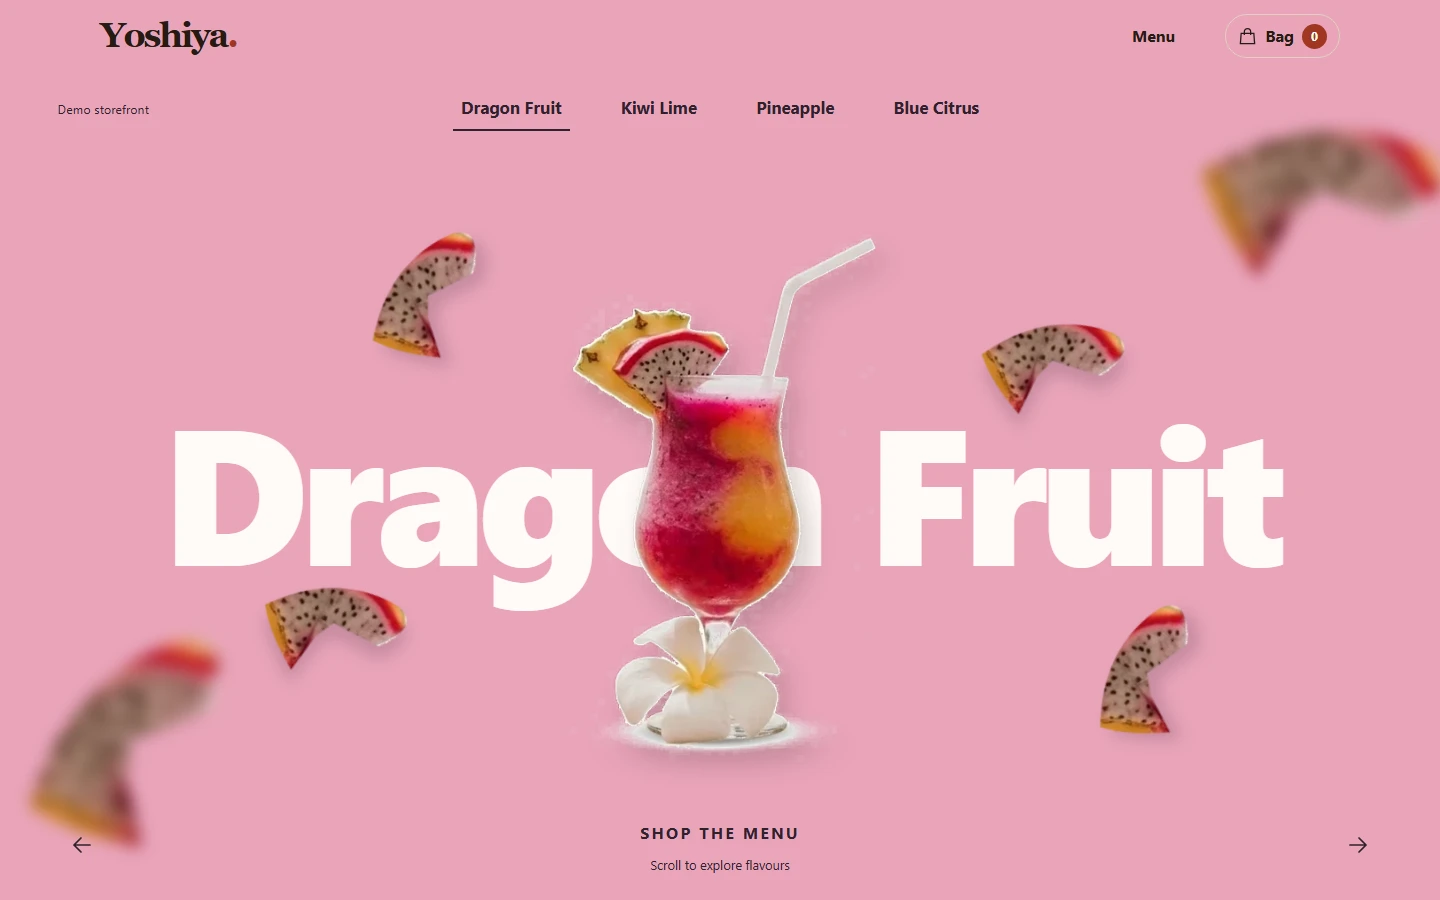 Yoshiya.
Menu
Bag 0
Demo storefront
Dragon Fruit
Kiwi Lime
Pineapple
Blue Citrus
Dragon Fruit
SHOP THE MENU
Scroll to explore flavours